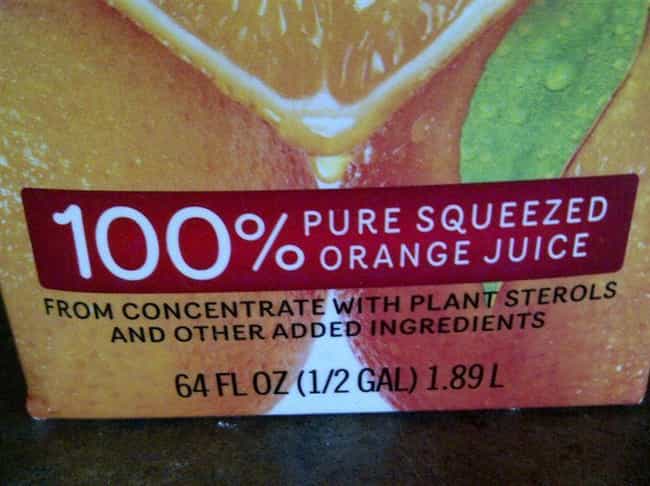 100% PURE SQUEEZED
ORANGE JUICE
FROM CONCENTRATE WITH PLANT STEROLS
AND OTHER ADDED INGREDIENTS
64 FL OZ (1/2 GAL) 1.89 L